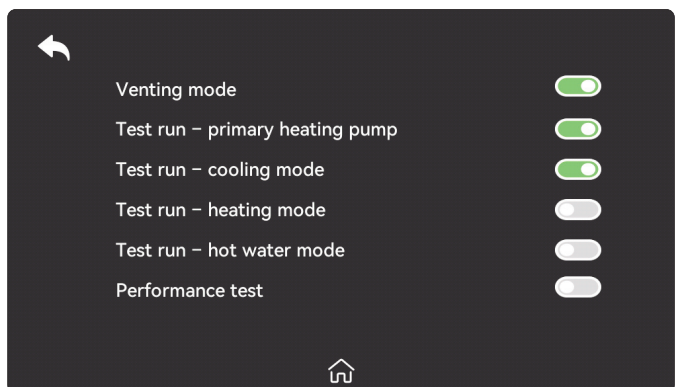 Venting mode
Test run – primary heating pump
Test run – cooling mode
Test run – heating mode
Test run – hot water mode
Performance test